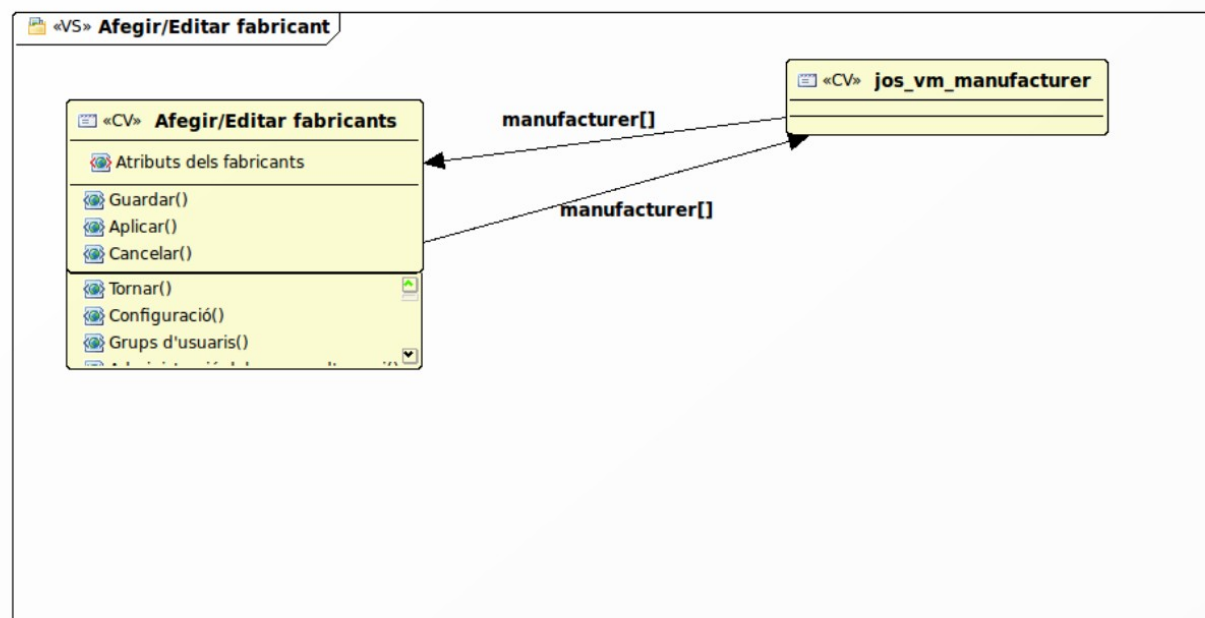 «VS» Afegir/Editar fabricant
«CV» jos_vm_manufacturer
«CV» Afegir/Editar fabricants
manufacturer[]
Atributs dels fabricants
Guardar()
manufacturer[]
Aplicar()
Cancelar()
Tornar()
Configuració()
Grups d'usuaris()